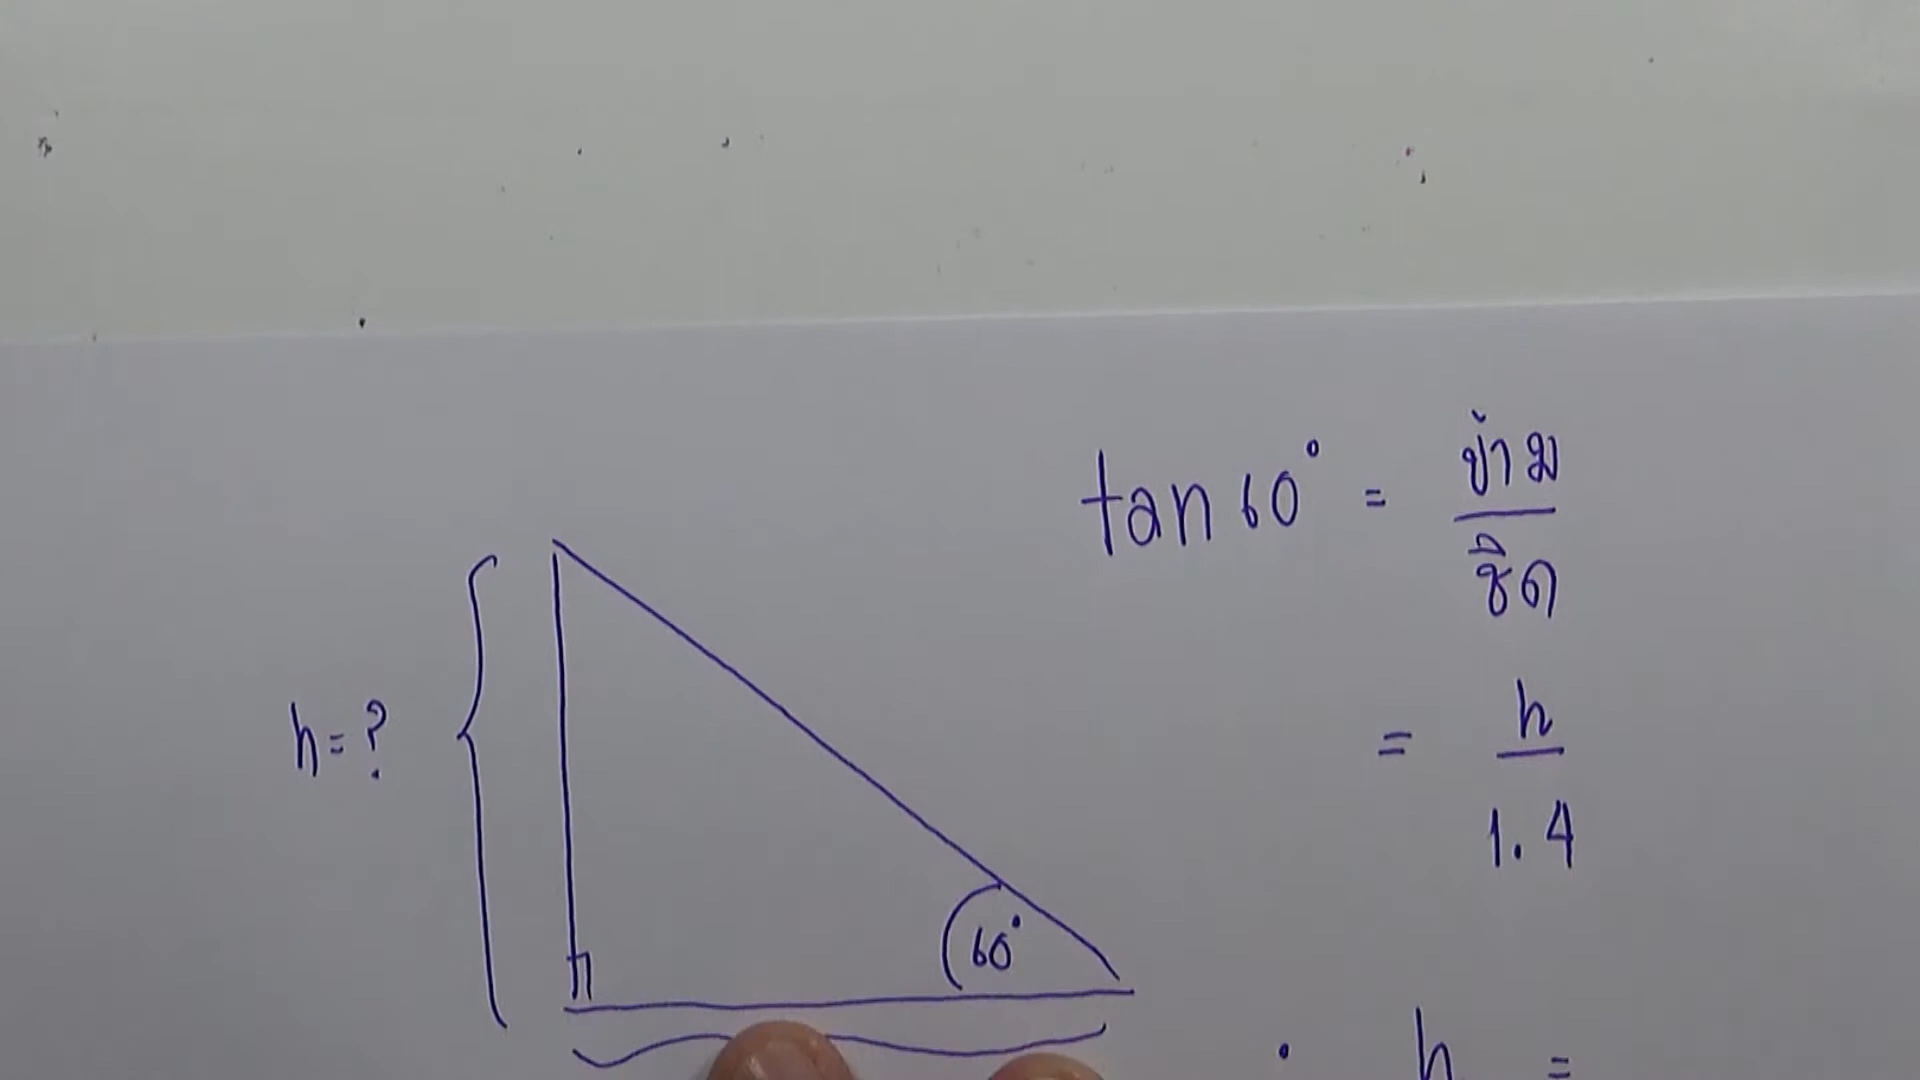 tan 60° = ข้าม
ชิด
h = ?
= h
1.4
60°
h =